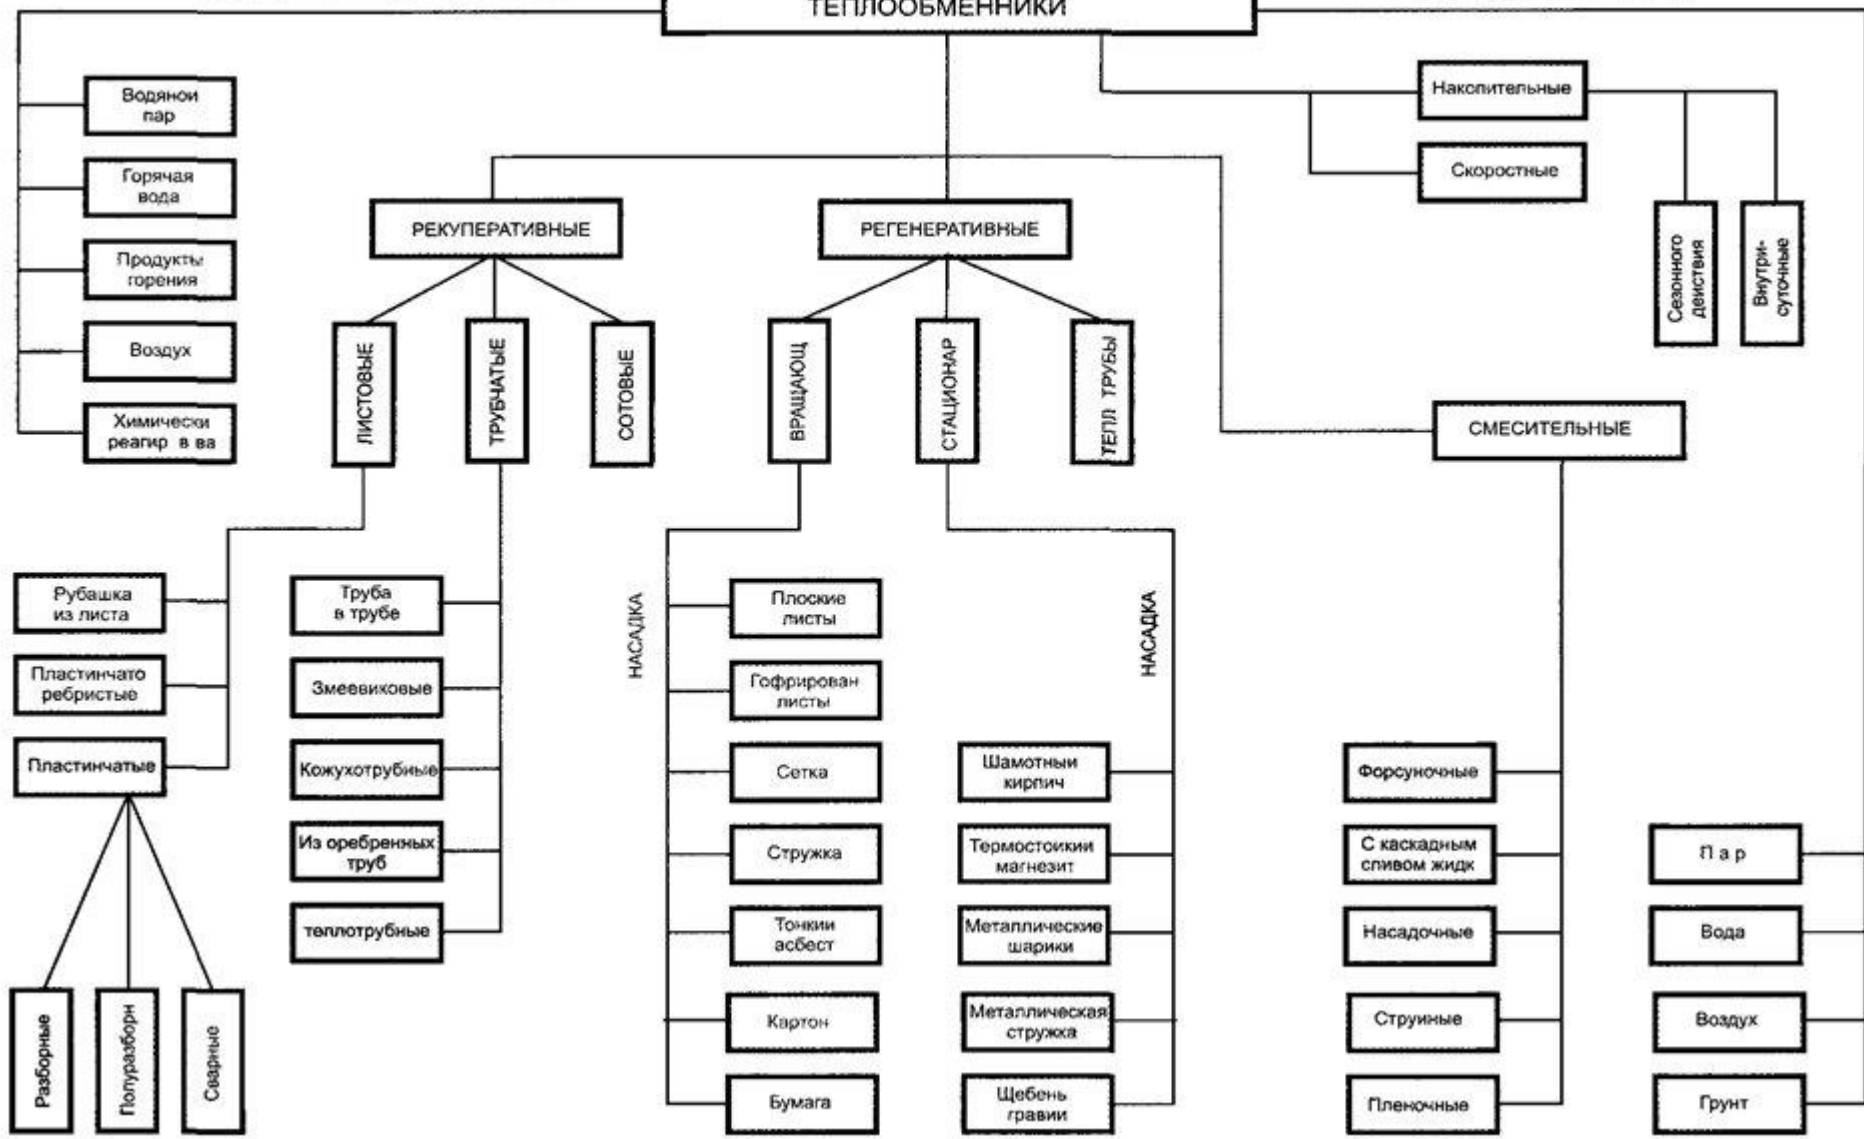 ТЕПЛООБМЕННИКИ
Водянои
пар
Горячая
вода
Продукты
горения
Воздух
Химически
реагир в ва
Накопительные
Скоростные
Сезонного
деиствия
Внутри-
суточные
РЕКУПЕРАТИВНЫЕ
РЕГЕНЕРАТИВНЫЕ
СМЕСИТЕЛЬНЫЕ
ЛИСТОВЫЕ
ТРУБЧАТЫЕ
СОТОВЫЕ
ВРАЩАЮЩ
СТАЦИОНАР
ТЕПЛ ТРУБЫ
Рубашка
из листа
Пластинчато
ребристые
Пластинчатые
Разборные
Полуразборн
Сварные
Труба
в трубе
Змеевиковые
Кожухотрубные
Из оребренных
труб
теплотрубные
НАСАДКА
Плоские
листы
Гофрирован
листы
Сетка
Стружка
Тонкии
асбест
Картон
Бумага
НАСАДКА
Шамотныи
кирпич
Термостоикии
магнезит
Металлические
шарики
Металлическая
стружка
Щебень
гравии
Форсуночные
С каскадным
сливом жидк
Насадочные
Струиные
Пленочные
П а р
Вода
Воздух
Грунт